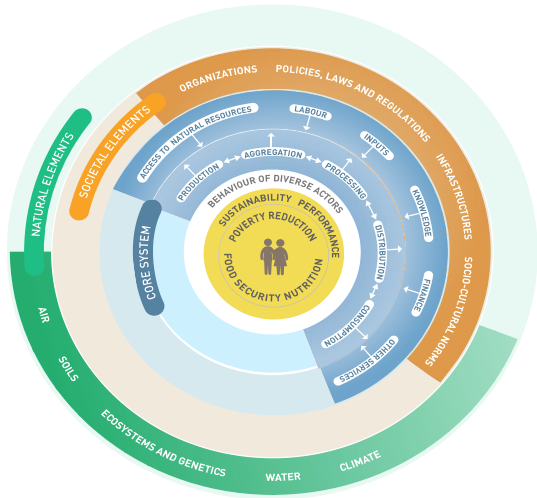 NATURAL ELEMENTS
SOCIETAL ELEMENTS
CORE SYSTEM
ORGANIZATIONS
POLICIES, LAWS AND REGULATIONS
INFRASTRUCTURES
SOCIO-CULTURAL NORMS
ACCESS TO NATURAL RESOURCES
LABOUR
INPUTS
KNOWLEDGE
FINANCE
OTHER SERVICES
PRODUCTION
AGGREGATION
PROCESSING
DISTRIBUTION
CONSUMPTION
BEHAVIOUR OF DIVERSE ACTORS
SUSTAINABILITY PERFORMANCE
POVERTY REDUCTION
FOOD SECURITY NUTRITION
AIR
SOILS
ECOSYSTEMS AND GENETICS
WATER
CLIMATE